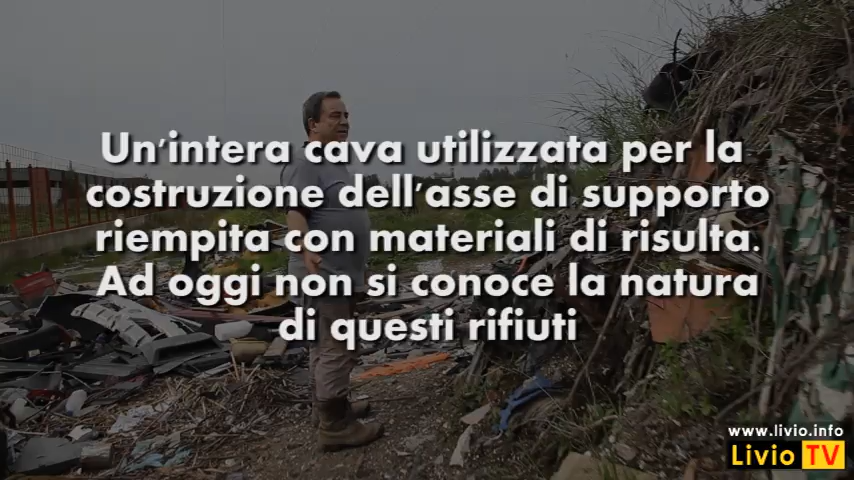 Un'intera cava utilizzata per la
costruzione dell'asse di supporto
riempita con materiali di risulta.
Ad oggi non si conoce la natura
di questi rifiuti
www.livio.info
Livio TV